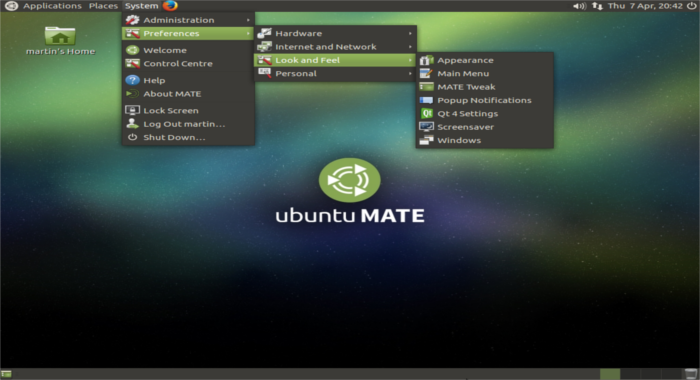 Applications Places System
Thu 7 Apr, 20:42
martin's Home
Administration
Preferences
Welcome
Control Centre
Help
About MATE
Lock Screen
Log Out martin...
Shut Down...
Hardware
Internet and Network
Look and Feel
Personal
Appearance
Main Menu
MATE Tweak
Popup Notifications
Qt Qt 4 Settings
Screensaver
Windows
ubuntu MATE